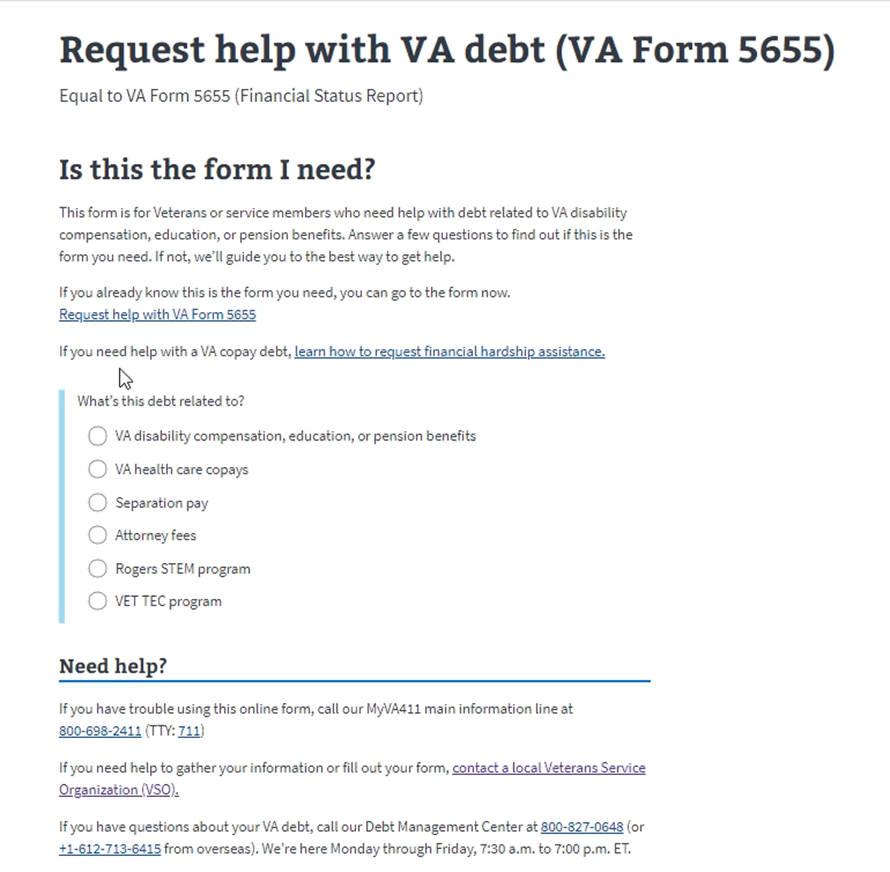 Request help with VA debt (VA Form 5655)
Equal to VA Form 5655 (Financial Status Report)
Is this the form I need?
This form is for Veterans or service members who need help with debt related to VA disability
compensation, education, or pension benefits. Answer a few questions to find out if this is the
form you need. If not, we'll guide you to the best way to get help.
If you already know this is the form you need, you can go to the form now.
Request help with VA Form 5655
If you need help with a VA copay debt, learn how to request financial hardship assistance.
What's this debt related to?
VA disability compensation, education, or pension benefits
VA health care copays
Separation pay
Attorney fees
Rogers STEM program
VET TEC program
Need help?
If you have trouble using this online form, call our MyVA411 main information line at
800-698-2411 (TTY: 711)
If you need help to gather your information or fill out your form, contact a local Veterans Service
Organization (VSO).
If you have questions about your VA debt, call our Debt Management Center at 800-827-0648 (or
+1-612-713-6415 from overseas). We're here Monday through Friday, 7:30 a.m. to 7:00 p.m. ET.